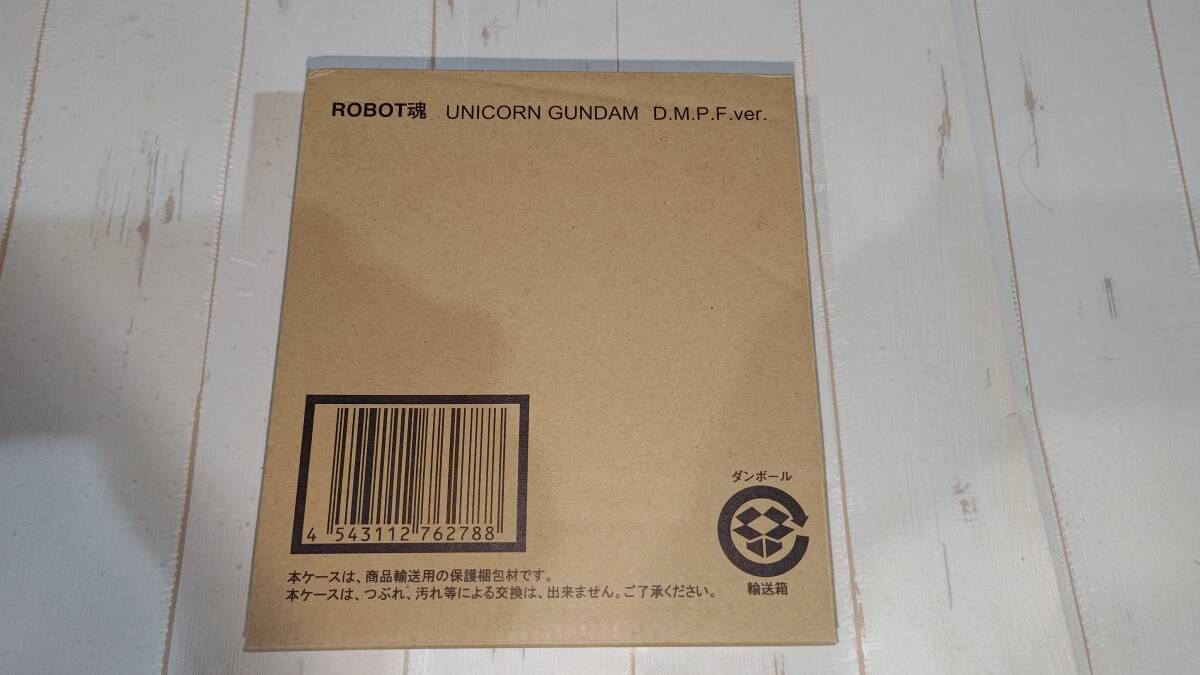 ROBOT魂 UNICORN GUNDAM D.M.P.F.ver.
4 543112 762788
ダンボール
輸送箱
本ケースは、商品輸送用の保護梱包材です。
本ケースは、つぶれ、汚れ等による交換は、出来ません。ご了承ください。